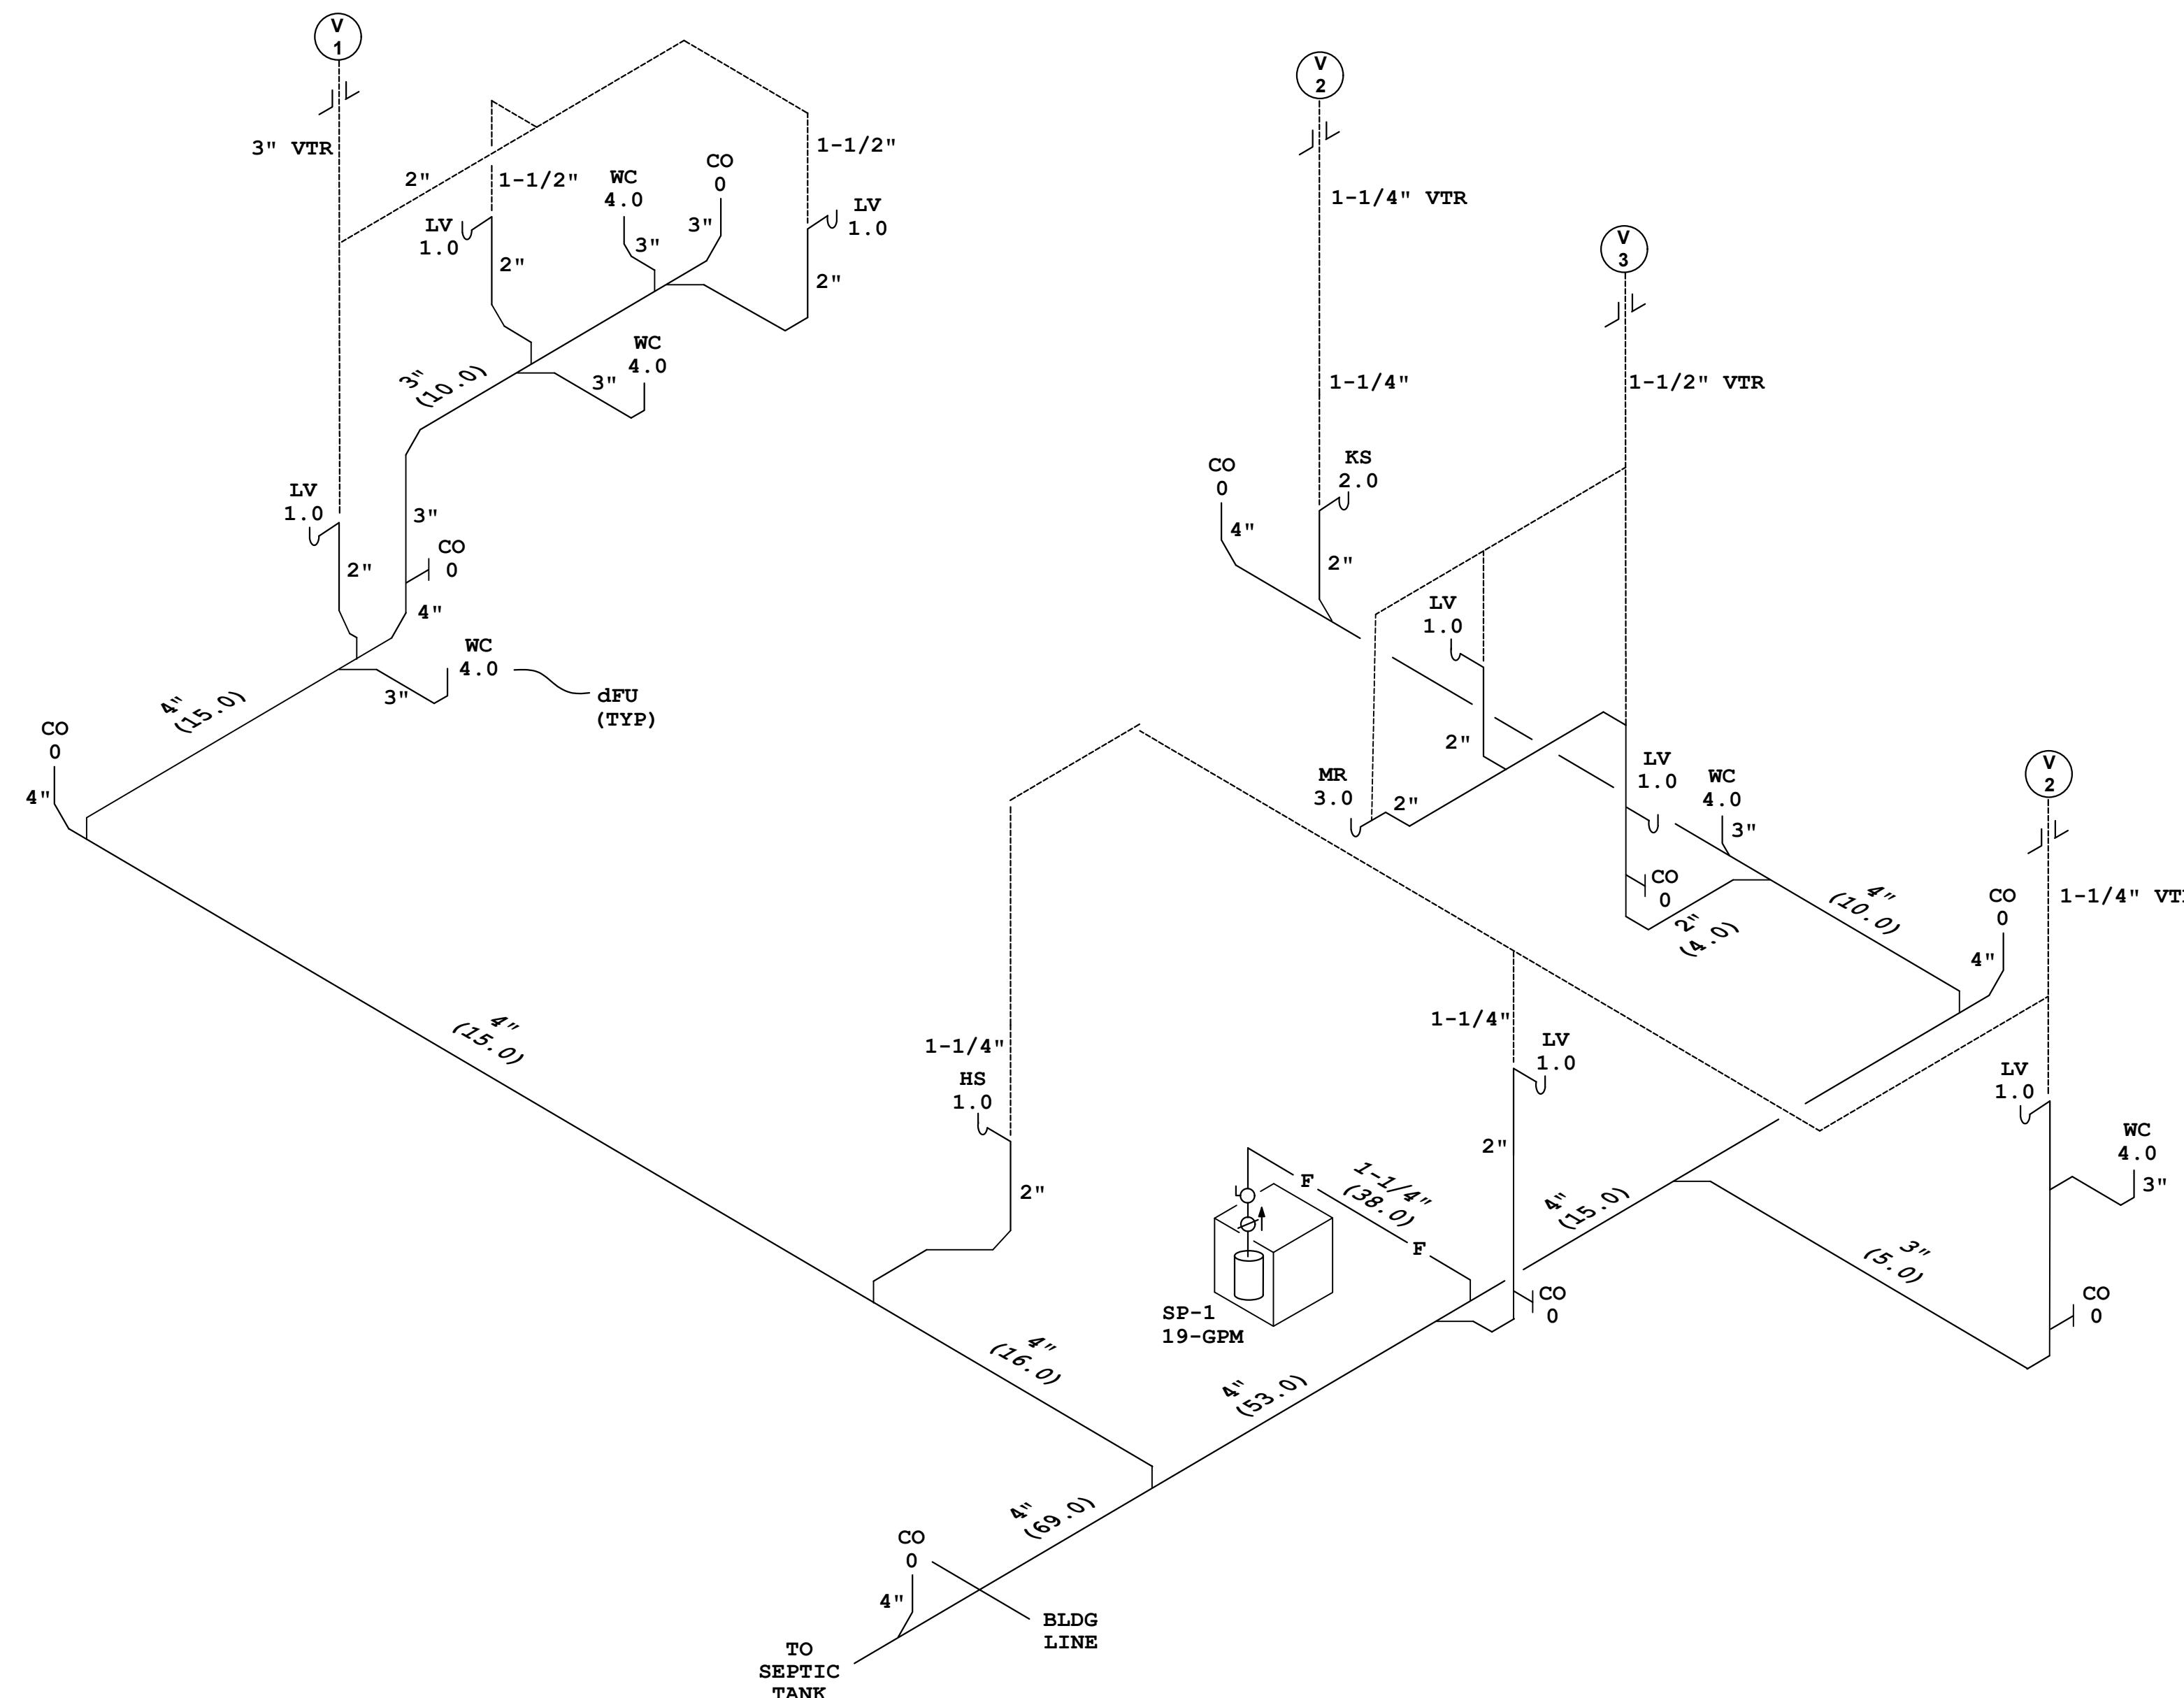 V
1
3" VTR
2"
1-1/2"
LV
1.0
2"
WC
4.0
3"
CO
0
3"
1-1/2"
LV
1.0
2"
WC
4.0
3"
3"
(10.0)
LV
1.0
2"
3"
CO
0
4"
WC
4.0
3"
dFU
(TYP)
4"
(15.0)
CO
0
4"
4"
(15.0)
V
2
1-1/4" VTR
1-1/4"
KS
2.0
2"
CO
0
4"
V
3
1-1/2" VTR
LV
1.0
2"
MR
3.0
2"
LV
1.0
WC
4.0
3"
CO
0
2"
(4.0)
4"
(10.0)
CO
0
4"
V
2
1-1/4" VT
LV
1.0
WC
4.0
3"
CO
0
3"
(5.0)
1-1/4"
HS
1.0
2"
1-1/4"
LV
1.0
2"
CO
0
F
1-1/4"
(38.0)
F
SP-1
19-GPM
4"
(15.0)
4"
(16.0)
4"
(53.0)
4"
(69.0)
CO
0
4"
BLDG
LINE
TO
SEPTIC
TANK